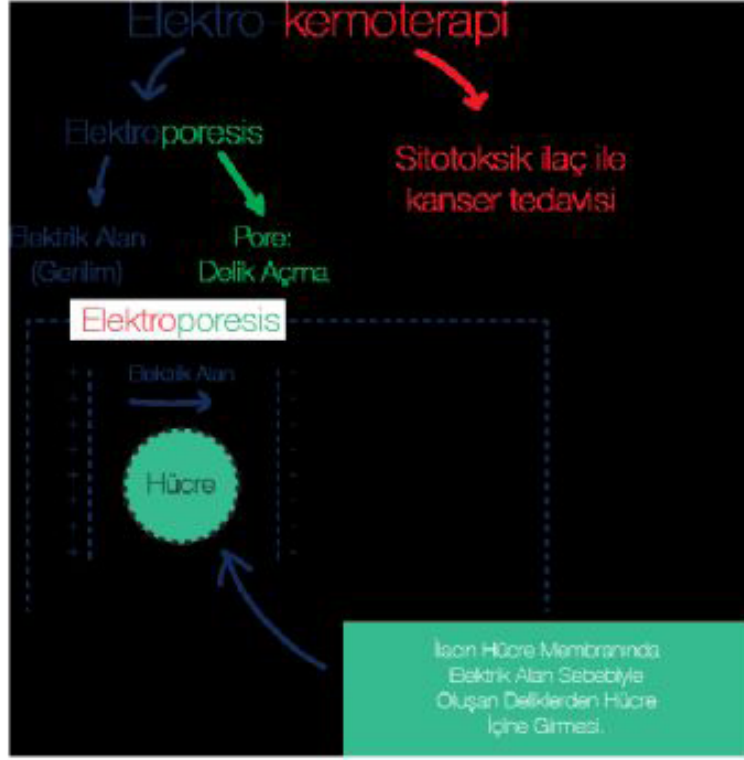 Elektro kemoterapi
Elektroporesis
Sitotoksik ilaç ile
kanser tedavisi
Elektrik Alan
(Gerilim)
Pore:
Delik Açma
Elektroporesis
Elektrik Alan
Hücre
İlacın Hücre Membranında
Elektrik Alan Sebebiyle
Oluşan Deliklerden Hücre
İçine Girmesi.